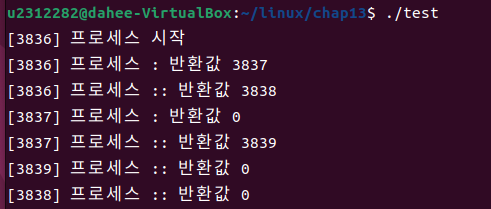 u2312282@dahee-VirtualBox:~/linux/chap13$ ./test
[3836] 프로세스 시작
[3836] 프로세스 : 반환값 3837
[3836] 프로세스 :: 반환값 3838
[3837] 프로세스 : 반환값 0
[3837] 프로세스 :: 반환값 3839
[3839] 프로세스 :: 반환값 0
[3838] 프로세스 :: 반환값 0